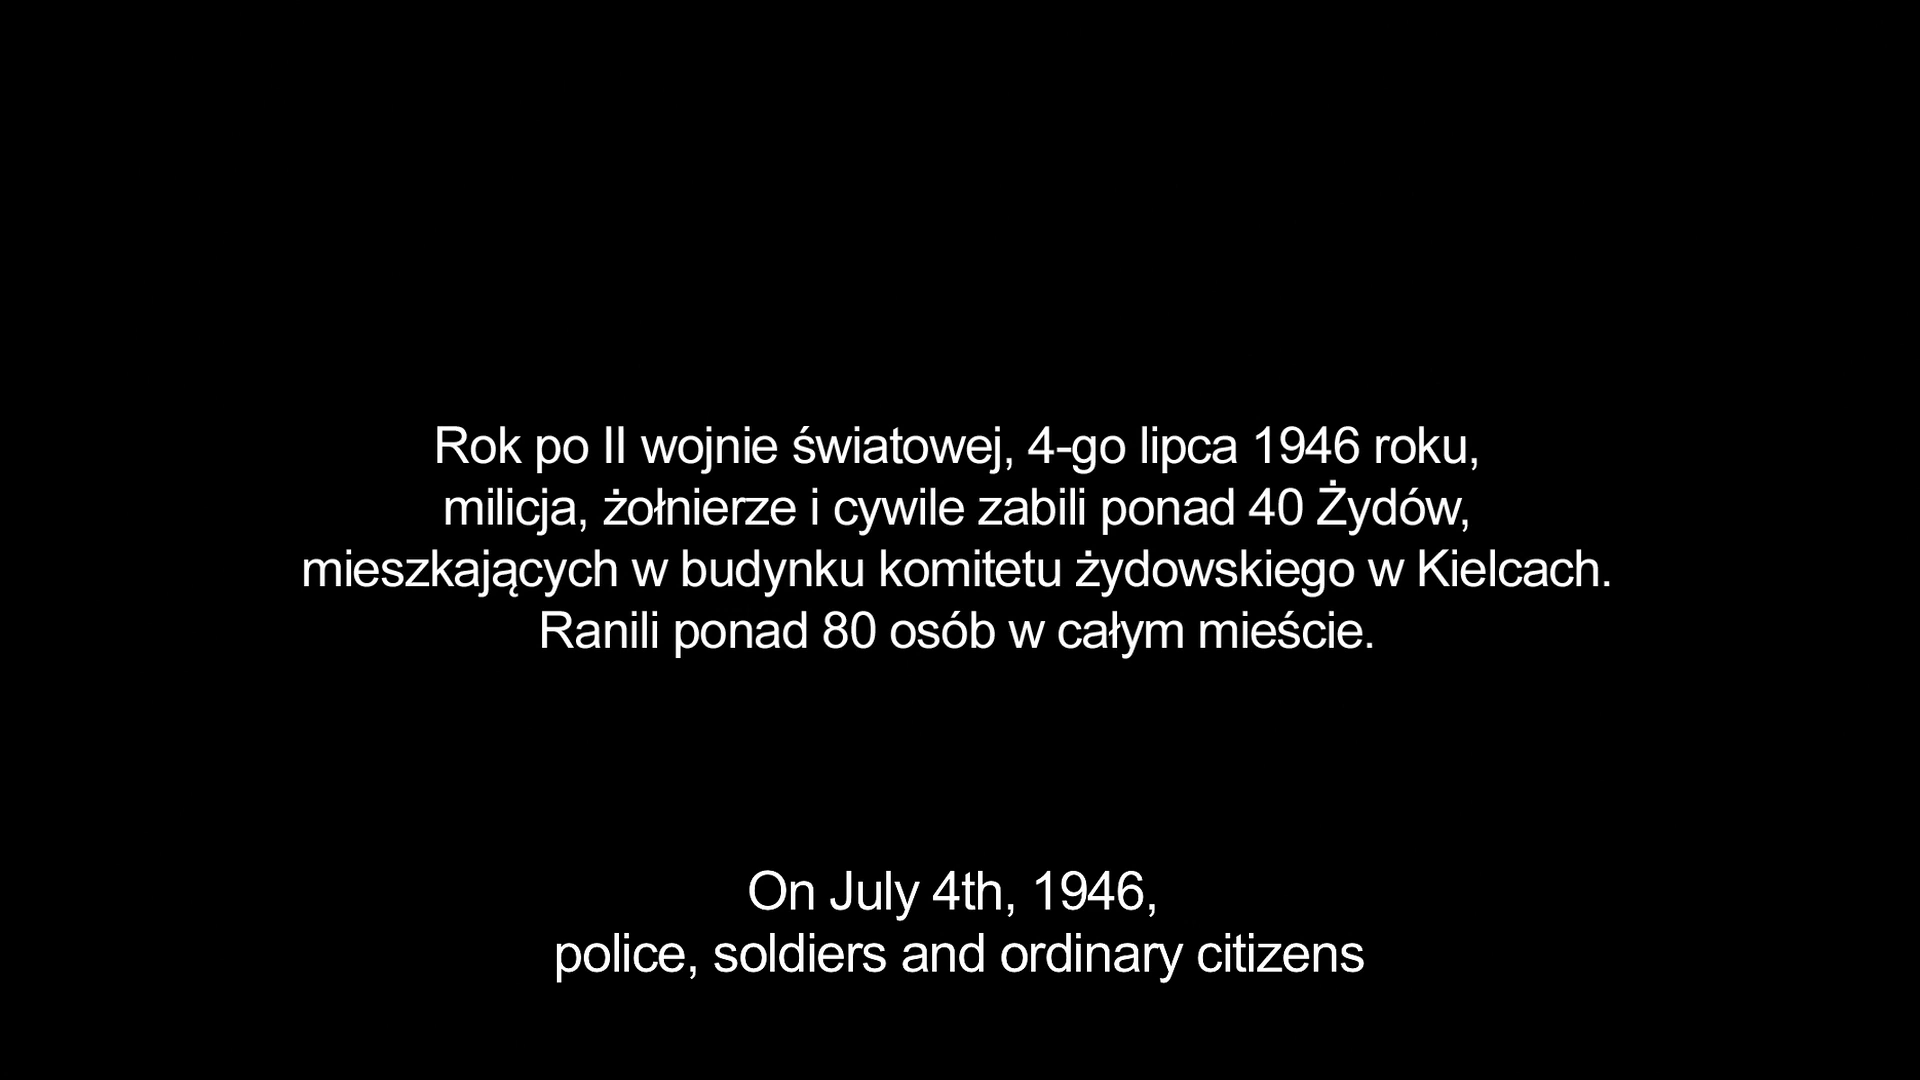 Rok po II wojnie światowej, 4-go lipca 1946 roku,
milicja, żołnierze i cywile zabili ponad 40 Żydów,
mieszkających w budynku komitetu żydowskiego w Kielcach.
Ranili ponad 80 osób w całym mieście.
On July 4th, 1946,
police, soldiers and ordinary citizens